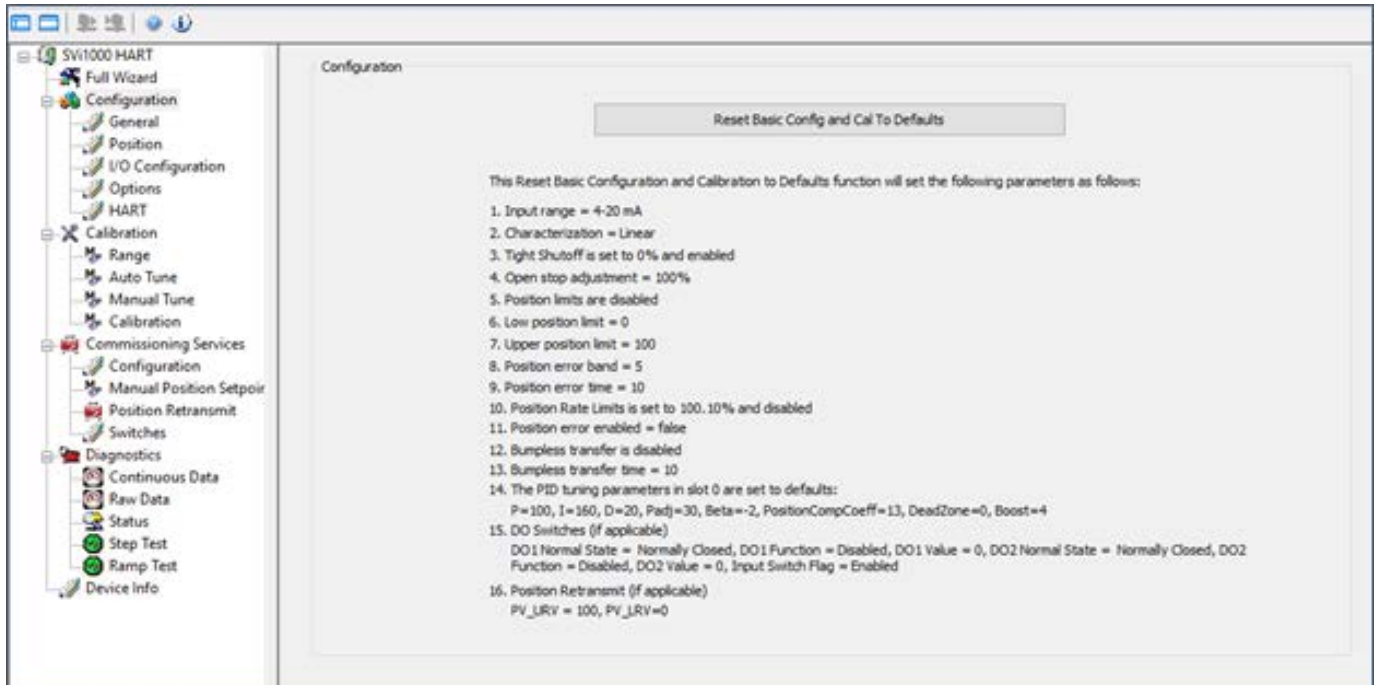 SVi1000 HART
Full Wizard
Configuration
General
Position
I/O Configuration
Options
HART
Calibration
Range
Auto Tune
Manual Tune
Calibration
Commissioning Services
Configuration
Manual Position Setpoir
Position Retransmit
Switches
Diagnostics
Continuous Data
Raw Data
Status
Step Test
Ramp Test
Device Info
Configuration
Reset Basic Config and Cal To Defaults
This Reset Basic Configuration and Calibration to Defaults function will set the following parameters as follows:
1. Input range = 4-20 mA
2. Characterization = Linear
3. Tight Shutoff is set to 0% and enabled
4. Open stop adjustment = 100%
5. Position limits are disabled
6. Low position limit = 0
7. Upper position limit = 100
8. Position error band = 5
9. Position error time = 10
10. Position Rate Limits is set to 100.10% and disabled
11. Position error enabled = false
12. Bumpless transfer is disabled
13. Bumpless transfer time = 10
14. The PID tuning parameters in slot 0 are set to defaults:
P=100, I=160, D=20, Padj=30, Beta=-2, PositionCompCoeff=13, DeadZone=0, Boost=4
15. DO Switches (if applicable)
DO1 Normal State = Normally Closed, DO1 Function = Disabled, DO1 Value = 0, DO2 Normal State = Normally Closed, DO2
Function = Disabled, DO2 Value = 0, Input Switch Flag = Enabled
16. Position Retransmit (if applicable)
PV_URV = 100, PV_LRV=0